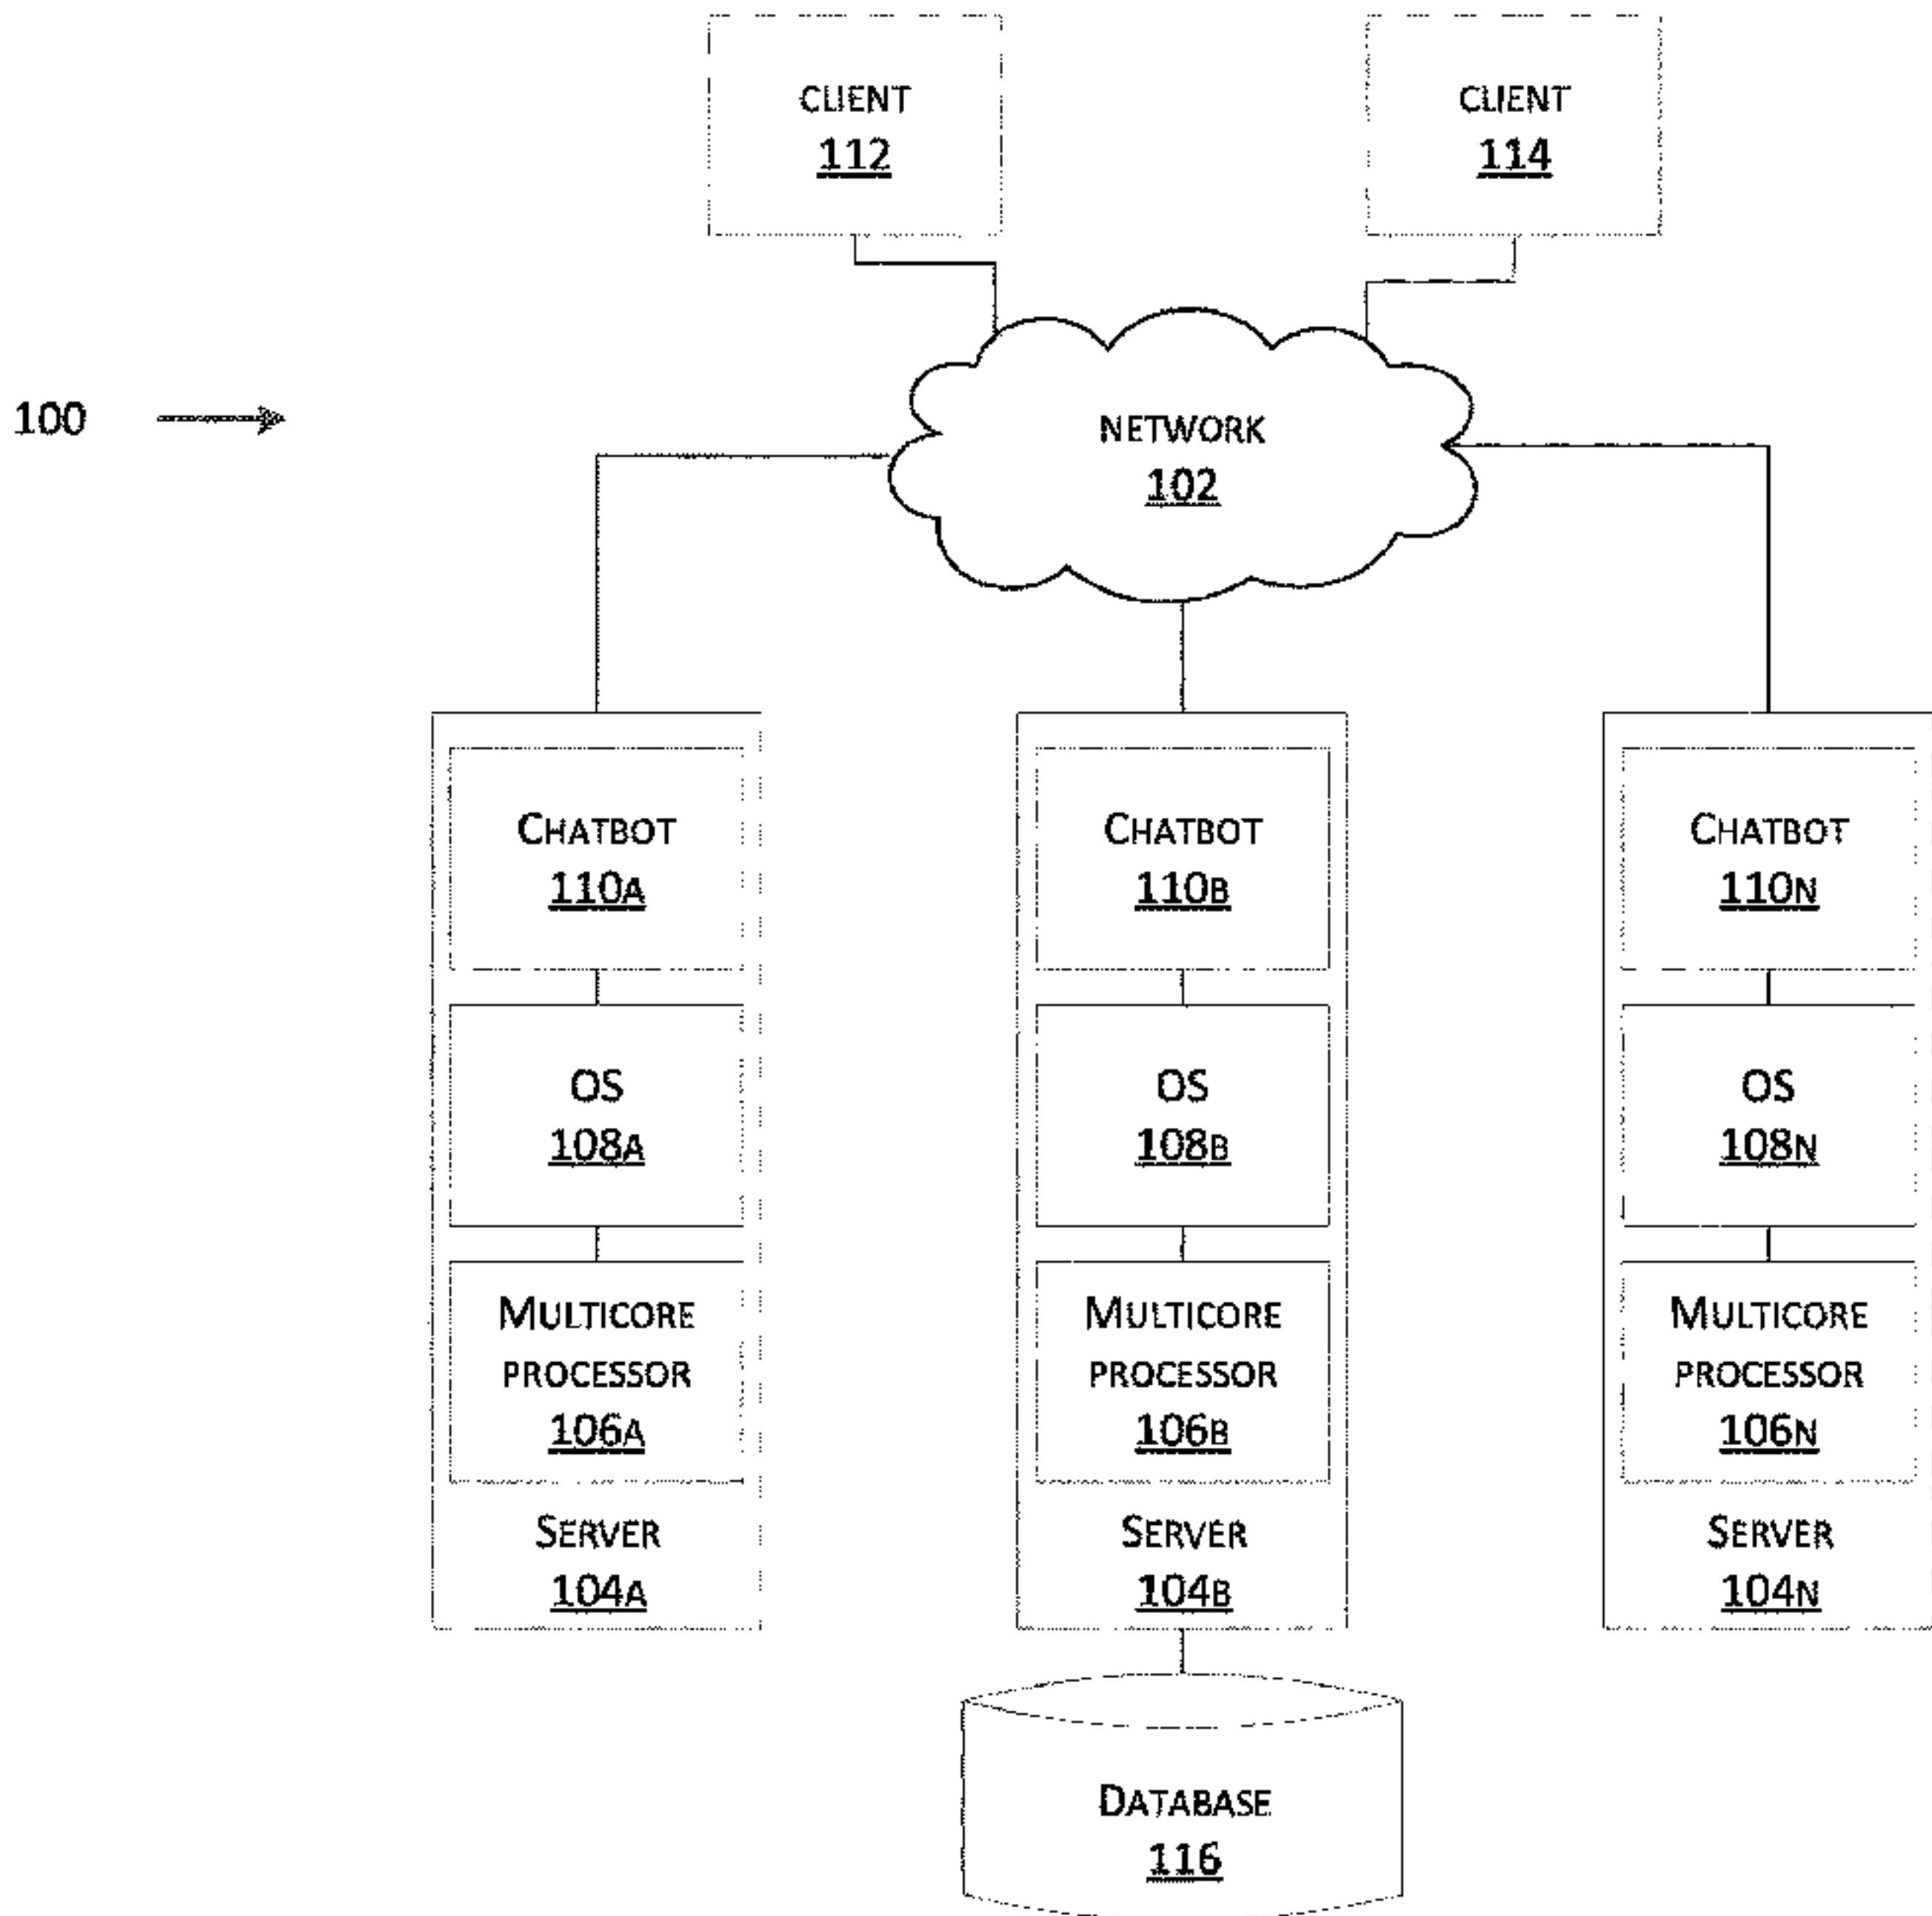 CLIENT
112
CLIENT
114
100
NETWORK
102
CHATBOT
110A
CHATBOT
110B
CHATBOT
110N
OS
108A
OS
108B
OS
108N
MULTICORE
PROCESSOR
106A
MULTICORE
PROCESSOR
106B
MULTICORE
PROCESSOR
106N
SERVER
104A
SERVER
104B
SERVER
104N
DATABASE
116